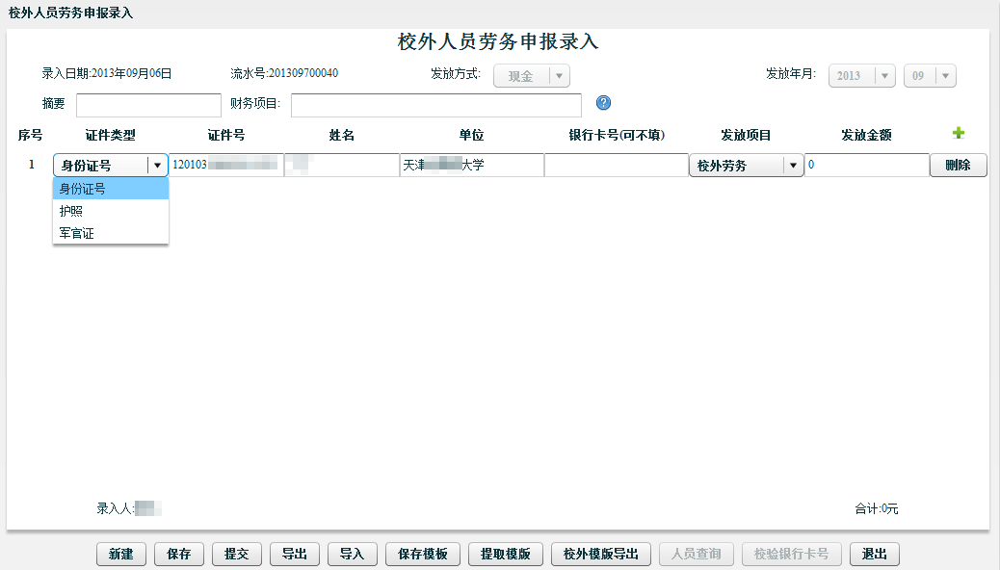 校外人员劳务申报录入
校外人员劳务申报录入
录入日期:2013年09月06日 流水号:201309700040 发放方式: 现金 发放年月: 2013 09
摘要 财务项目: ?
序号 证件类型 证件号 姓名 单位 银行卡号(可不填) 发放项目 发放金额
1 身份证号 120103 天津 大学 校外劳务 0 删除
身份证号
护照
军官证
录入人: 合计:0元
新建 保存 提交 导出 导入 保存模板 提取模版 校外模版导出 人员查询 校验银行卡号 退出